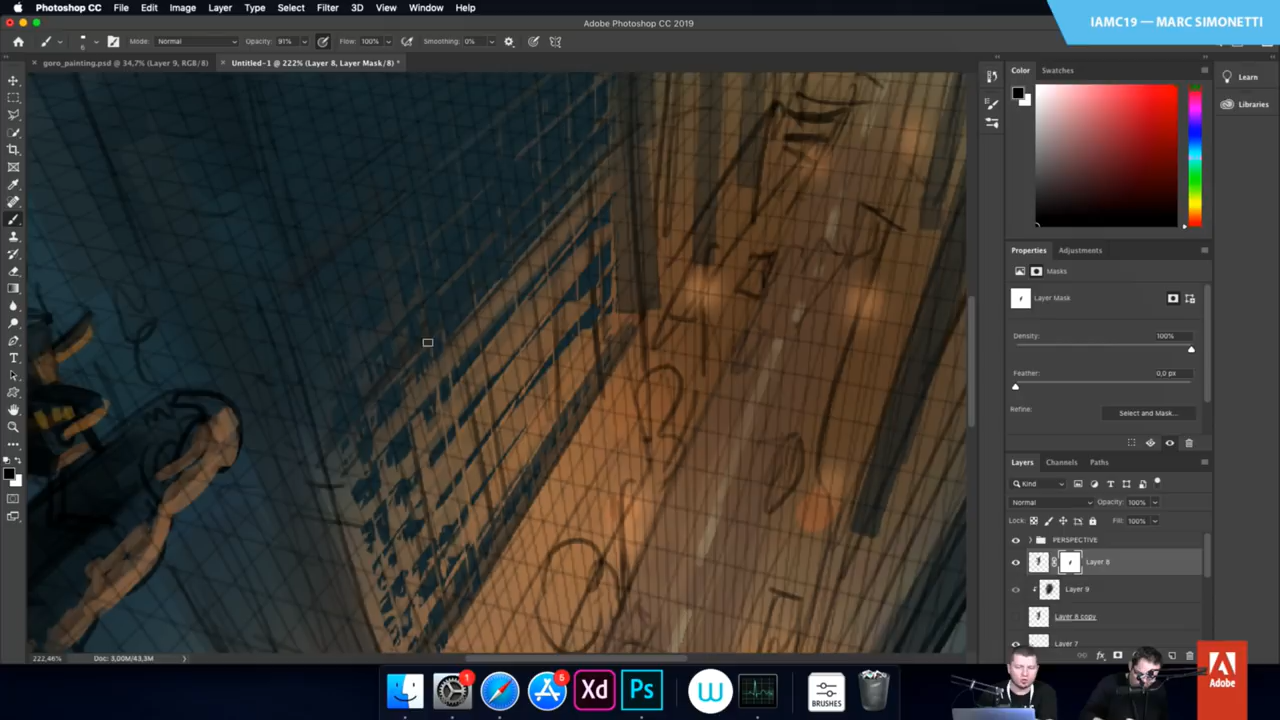 Photoshop CC File Edit Image Layer Type Select Filter 3D View Window Help
IAMC19 — MARC SIMONETTI
Adobe Photoshop CC 2019
Mode: Normal Opacity: 91% Flow: 100% Smoothing: 0%
goro_painting.psd @ 34,7% (Layer 9, RGB/8) Untitled-1 @ 222% (Layer 8, Layer Mask/8) *
Color Swatches
Learn
Libraries
Properties Adjustments
Masks
Layer Mask
Density: 100%
Feather: 0,0 px
Refine: Select and Mask...
Layers Channels Paths
Kind
Normal Opacity: 100%
Lock: Fill: 100%
PERSPECTIVE
Layer 8
Layer 9
Layer 6 copy
Layer 7
222,46% Doc: 3,00M/43,3M
1
Xd
Ps
BRUSHES
Adobe